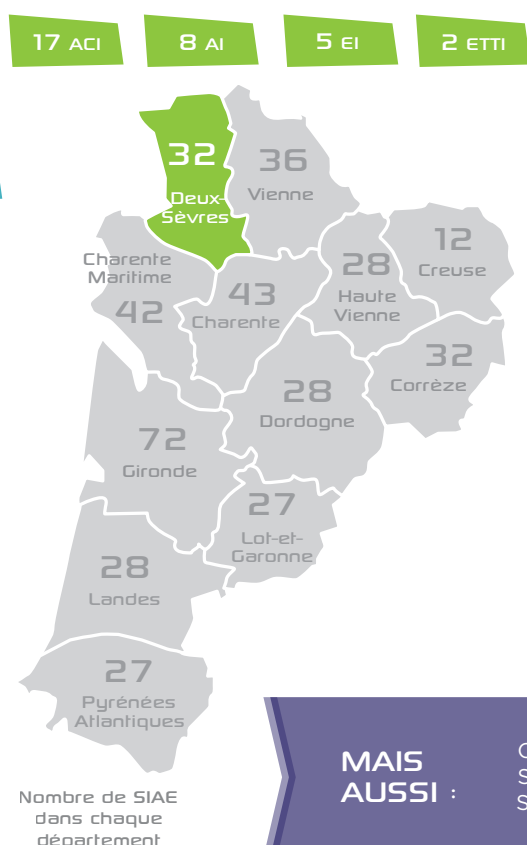 17 ACI
8 AI
5 EI
2 ETTI
32
Deux-
Sèvres
36
Vienne
Charente
Maritime
42
43
Charente
28
Haute
Vienne
12
Creuse
32
Corrèze
28
Dordogne
72
Gironde
27
Lot-et-
Garonne
28
Landes
27
Pyrénées
Atlantiques
Nombre de SIAE
dans chaque
département
MAIS
AUSSI :